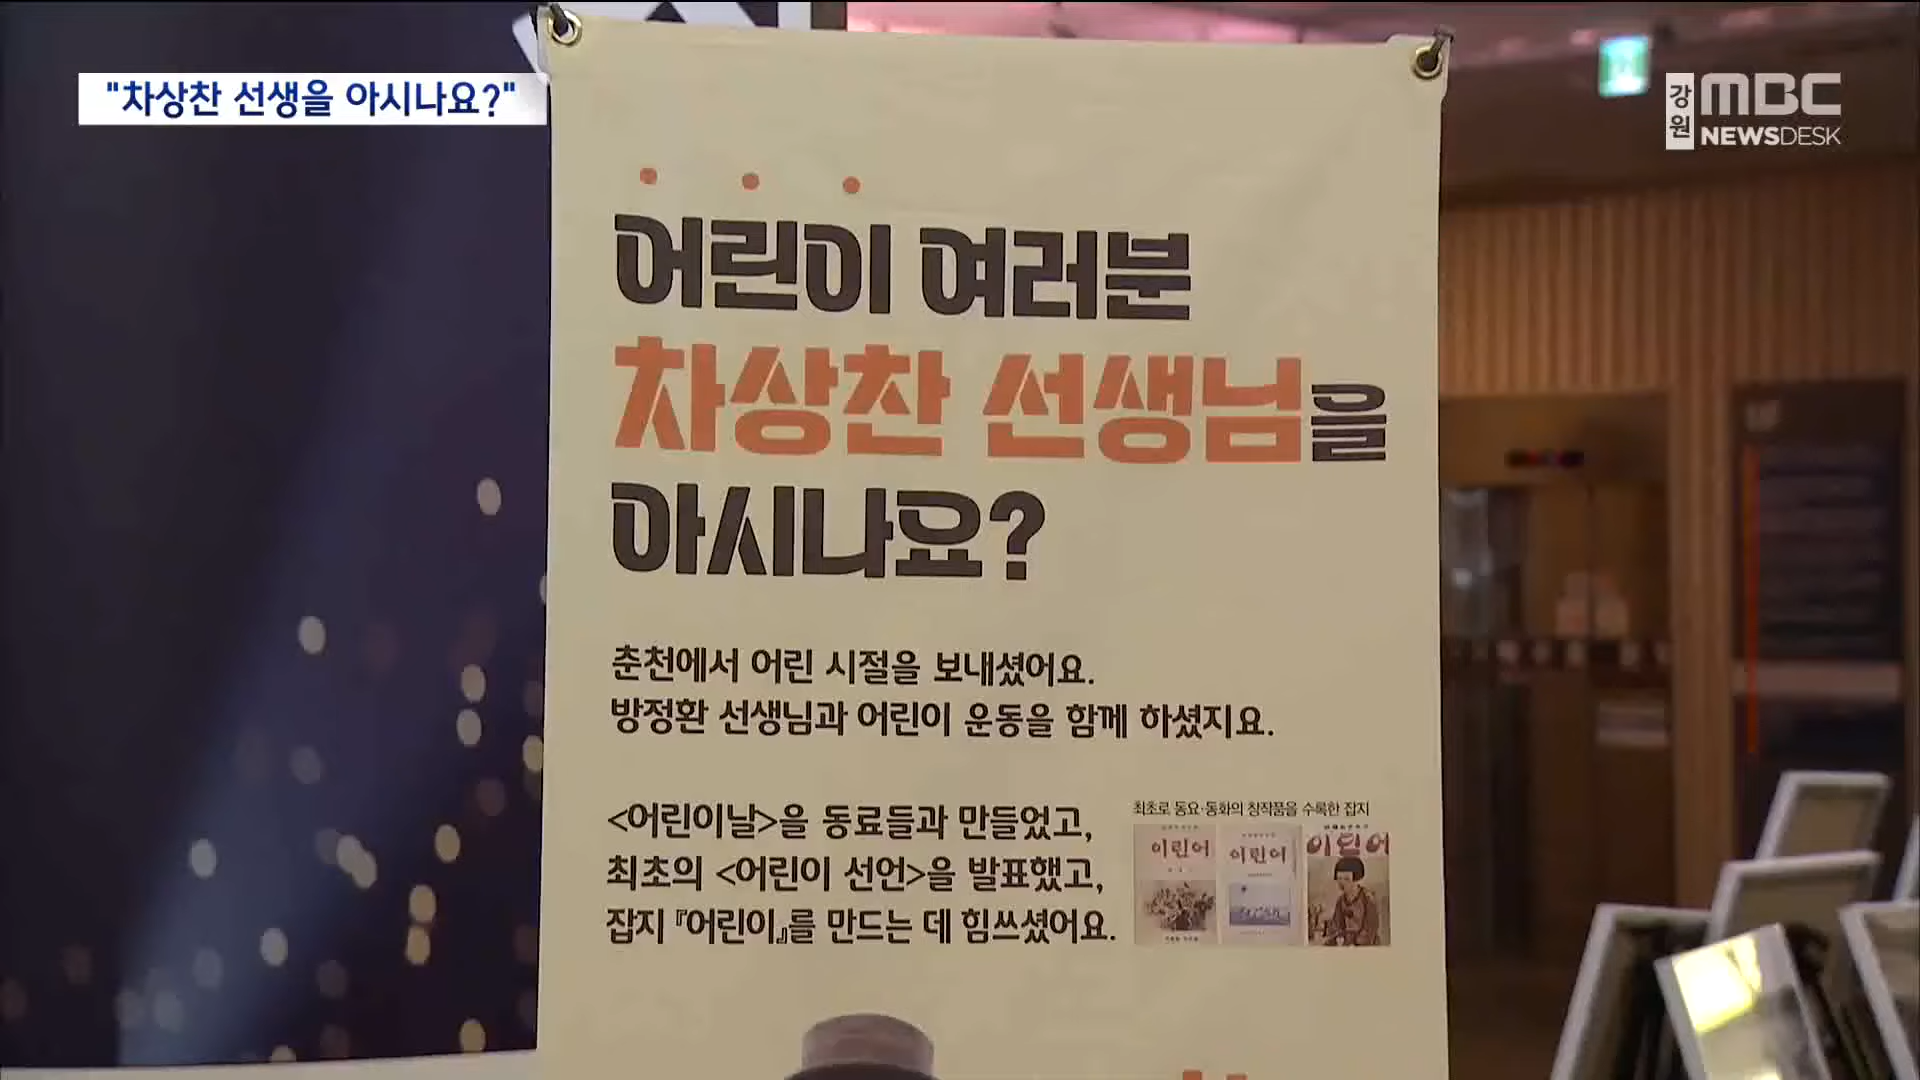 "차상찬 선생을 아시나요?"
강원 MBC
NEWSDESK
어린이 여러분
차상찬 선생님을
아시나요?
춘천에서 어린 시절을 보내셨어요.
방정환 선생님과 어린이 운동을 함께 하셨지요.
<어린이날>을 동료들과 만들었고,
최초의 <어린이 선언>을 발표했고,
잡지 『어린이』를 만드는 데 힘쓰셨어요.
최초로 동요·동화의 창작품을 수록한 잡지
이린어
이린어
이린어